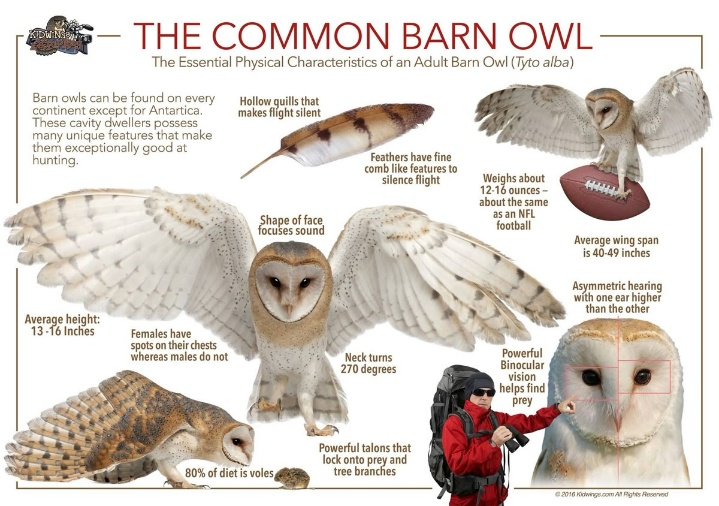 KIDWINGS
THE COMMON BARN OWL
The Essential Physical Characteristics of an Adult Barn Owl (Tyto alba)
Barn owls can be found on every
continent except for Antartica.
These cavity dwellers possess
many unique features that make
them exceptionally good at
hunting.
Hollow quills that
makes flight silent
Feathers have fine
comb like features to
silence flight
Weighs about
12-16 ounces –
about the same
as an NFL
football
Average wing span
is 40-49 inches
Shape of face
focuses sound
Asymmetric hearing
with one ear higher
than the other
Average height:
13 -16 Inches
Females have
spots on their chests
whereas males do not
Neck turns
270 degrees
Powerful
Binocular
vision
helps find
prey
Powerful talons that
lock onto prey and
tree branches
80% of diet is voles
© 2016 Kidwings.com All Rights Reserved